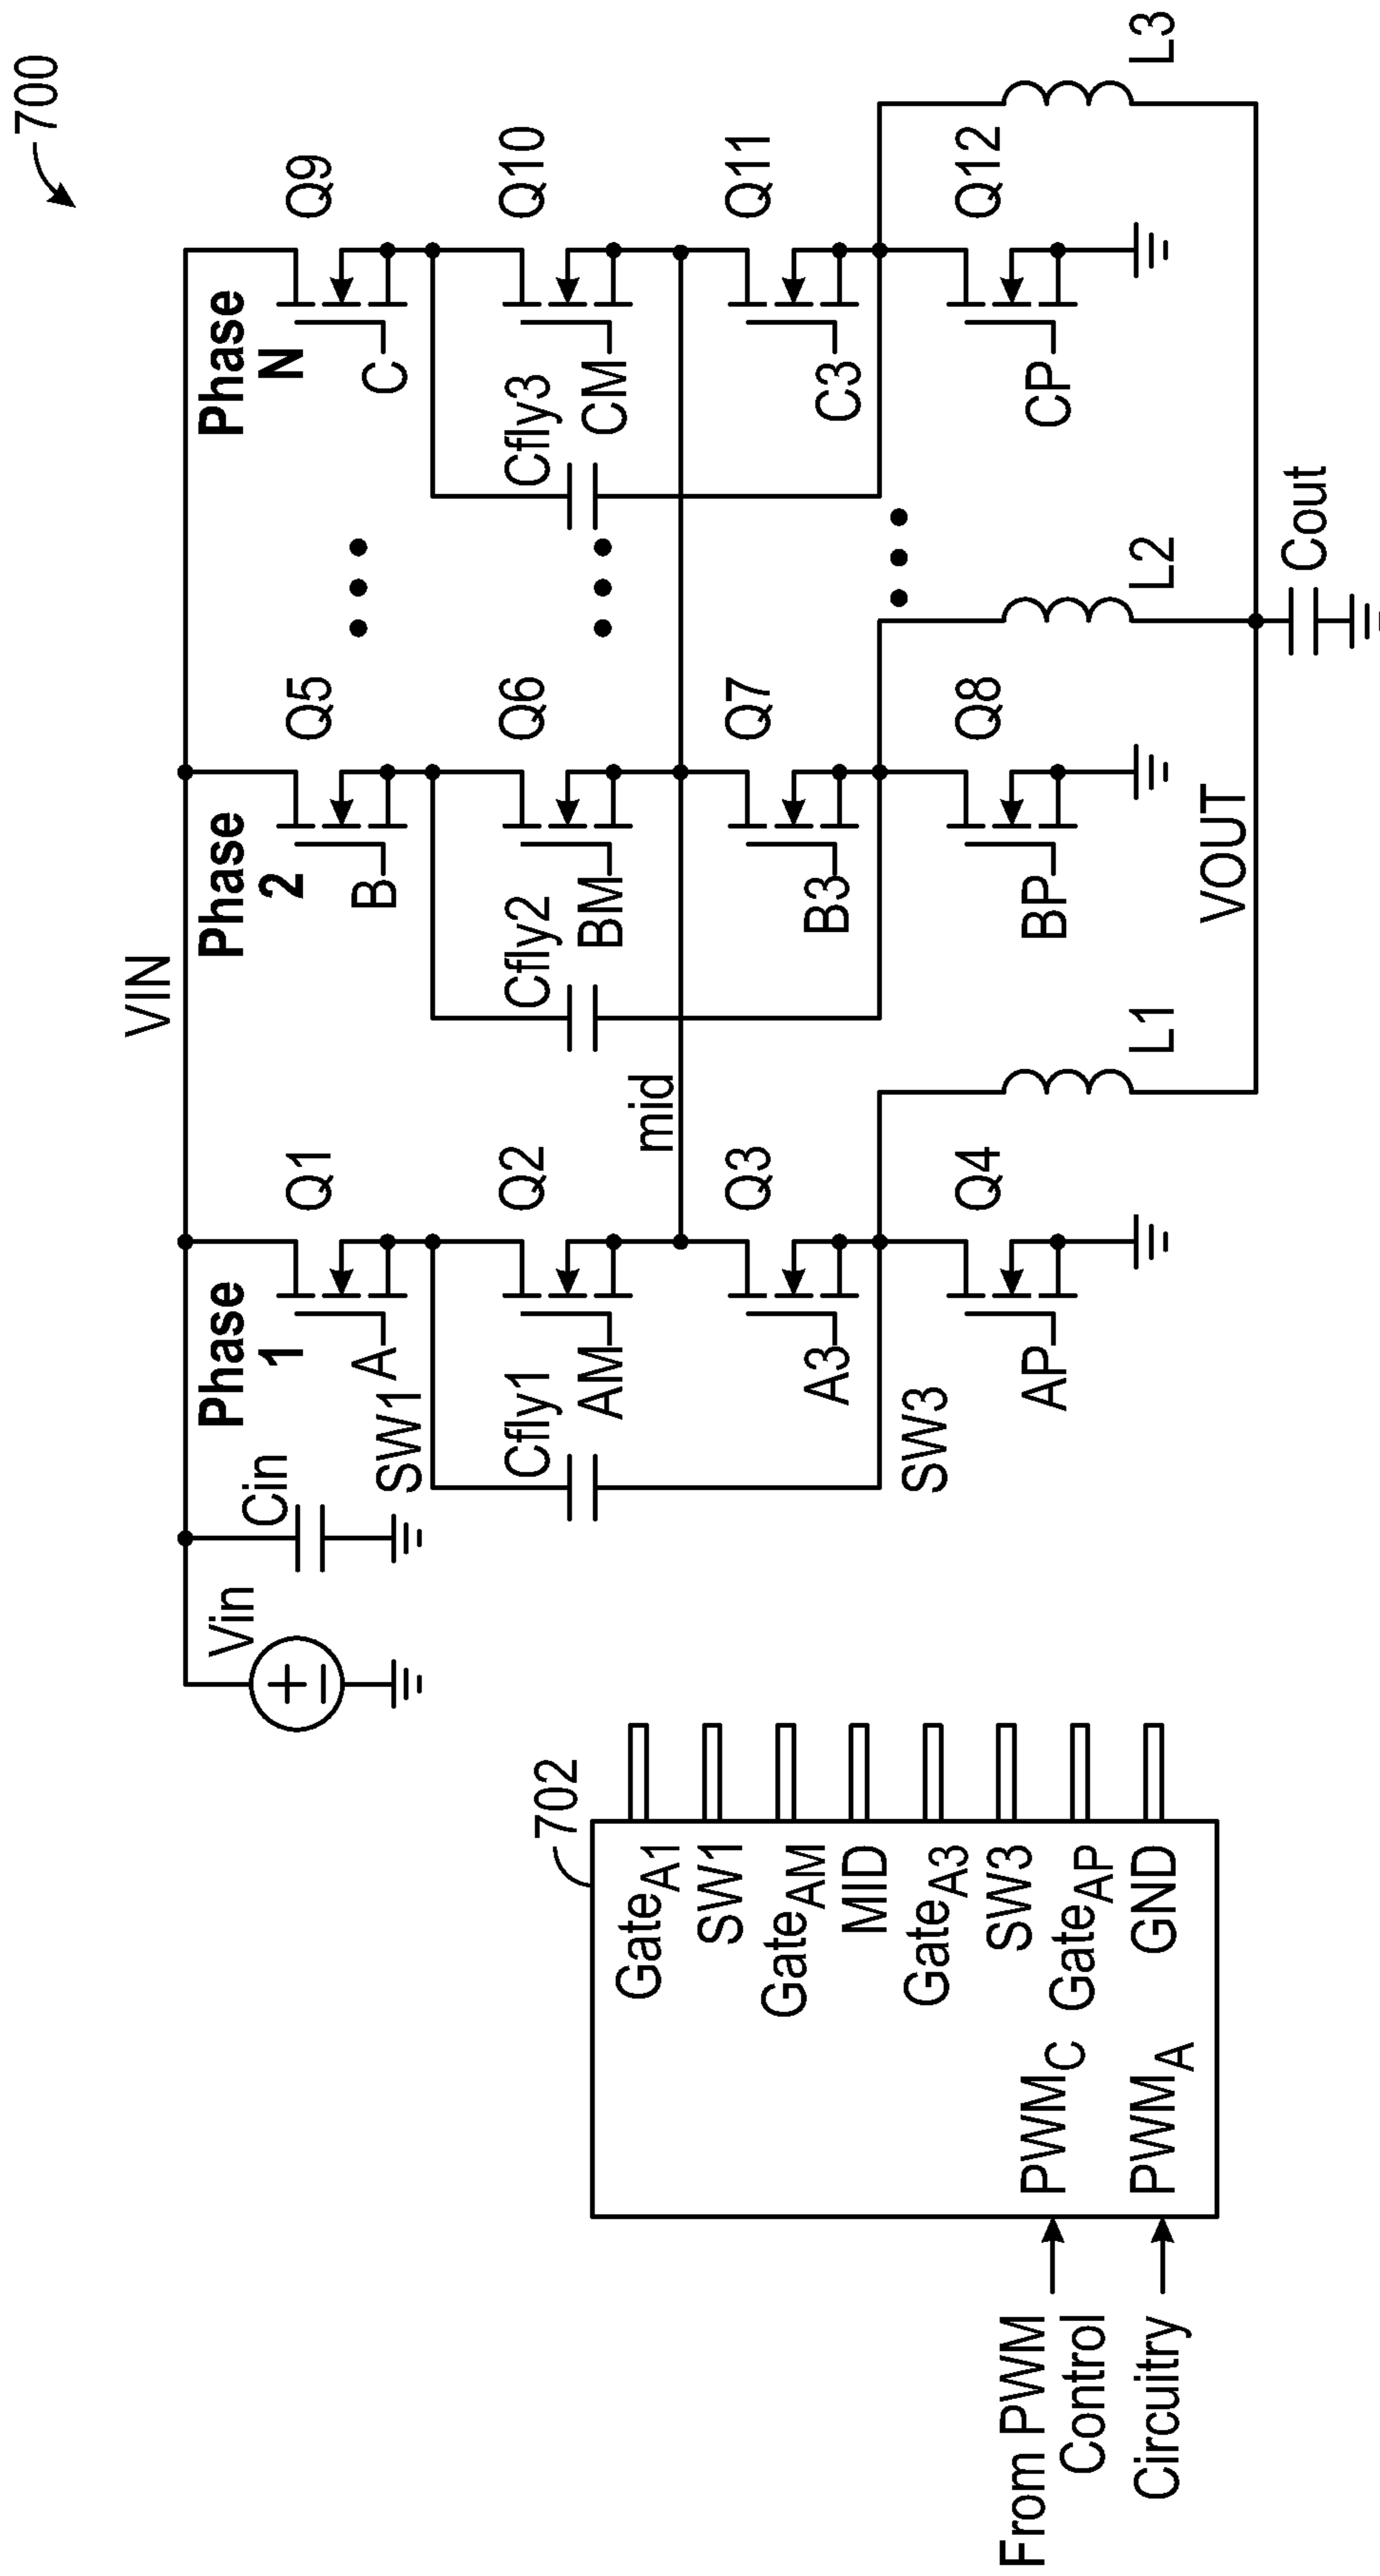 700
VIN
Vin
Cin
Phase
1
Q1
A
SW1
Q2
AM
Cfly1
mid
Q3
A3
SW3
Q4
AP
L1
Phase
2
Q5
B
Q6
BM
Cfly2
Q7
B3
Q8
BP
L2
VOUT
Cout
Phase
N
Q9
C
Q10
CM
Cfly3
Q11
C3
Q12
CP
L3
702
GateA1
SW1
GateAM
MID
GateA3
SW3
GateAP
GND
PWMC
PWMA
From PWM
Control
Circuitry